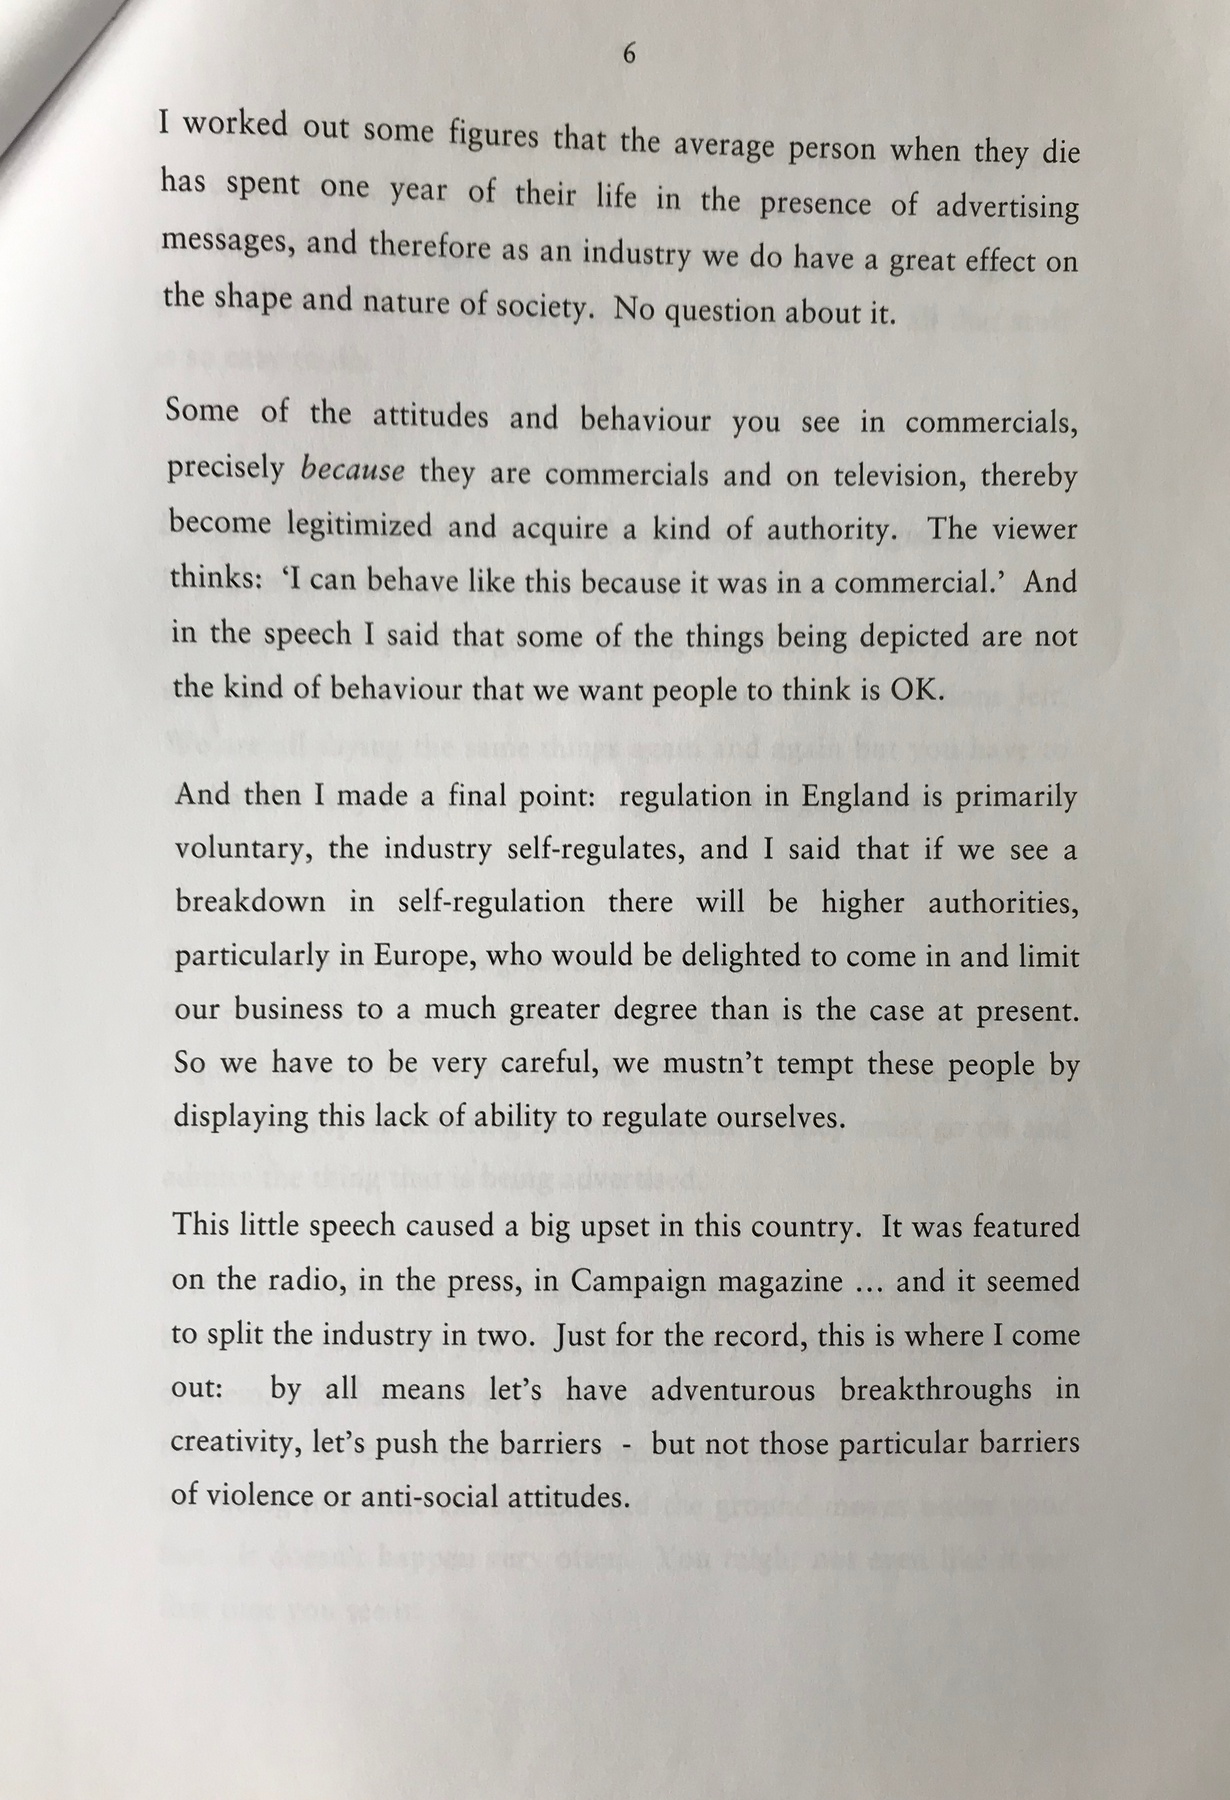 6
I worked out some figures that the average person when they die
has spent one year of their life in the presence of advertising
messages, and therefore as an industry we do have a great effect on
the shape and nature of society. No question about it.
Some of the attitudes and behaviour you see in commercials,
precisely because they are commercials and on television, thereby
become legitimized and acquire a kind of authority. The viewer
thinks: ‘I can behave like this because it was in a commercial.’ And
in the speech I said that some of the things being depicted are not
the kind of behaviour that we want people to think is OK.
And then I made a final point: regulation in England is primarily
voluntary, the industry self-regulates, and I said that if we see a
breakdown in self-regulation there will be higher authorities,
particularly in Europe, who would be delighted to come in and limit
our business to a much greater degree than is the case at present.
So we have to be very careful, we mustn’t tempt these people by
displaying this lack of ability to regulate ourselves.
This little speech caused a big upset in this country. It was featured
on the radio, in the press, in Campaign magazine ... and it seemed
to split the industry in two. Just for the record, this is where I come
out: by all means let’s have adventurous breakthroughs in
creativity, let’s push the barriers - but not those particular barriers
of violence or anti-social attitudes.